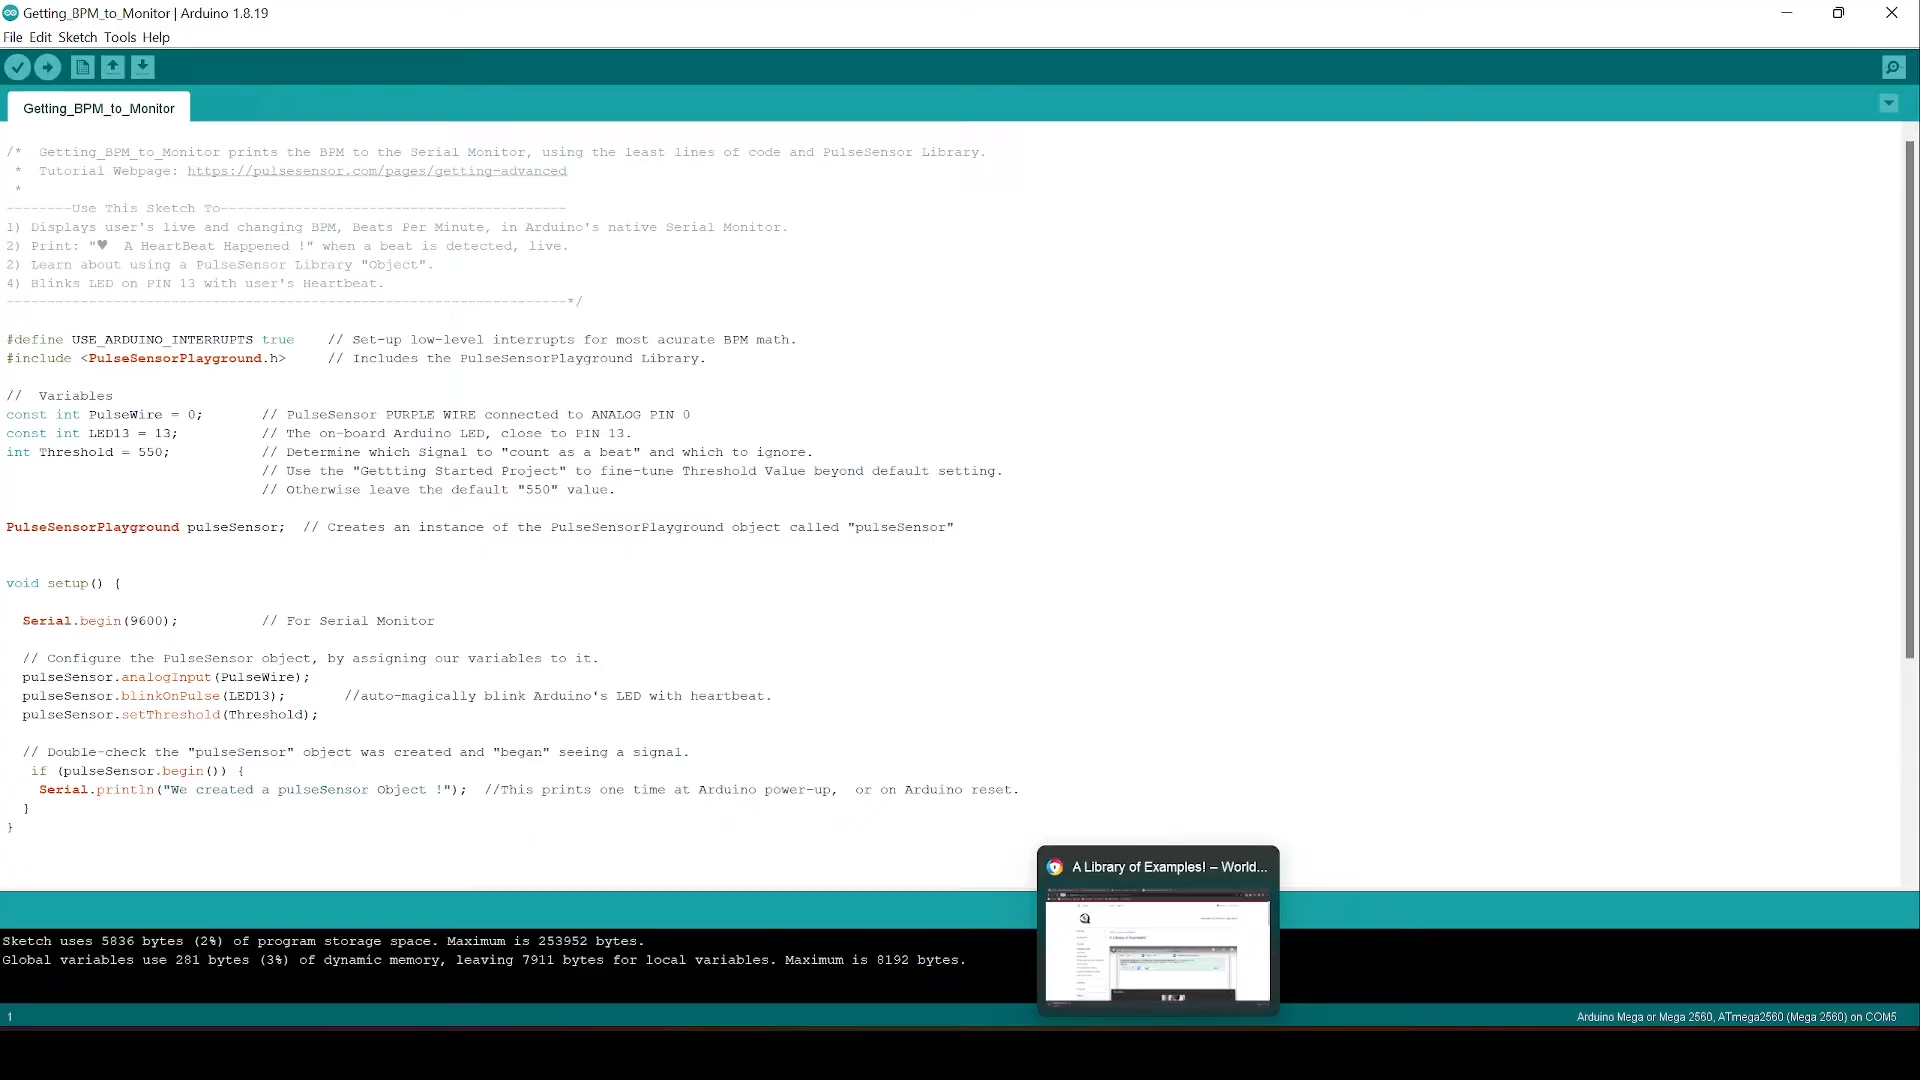 Getting_BPM_to_Monitor | Arduino 1.8.19
File Edit Sketch Tools Help
Getting_BPM_to_Monitor
/*  Getting_BPM_to_Monitor prints the BPM to the Serial Monitor, using the least lines of code and PulseSensor Library.
 *  Tutorial Webpage: https://pulsesensor.com/pages/getting-advanced
 *
--------Use This Sketch To------------------------------------------
1) Displays user's live and changing BPM, Beats Per Minute, in Arduino's native Serial Monitor.
2) Print: "♥  A HeartBeat Happened !" when a beat is detected, live.
2) Learn about using a PulseSensor Library "Object".
4) Blinks LED on PIN 13 with user's Heartbeat.
--------------------------------------------------------------------*/
#define USE_ARDUINO_INTERRUPTS true    // Set-up low-level interrupts for most acurate BPM math.
#include <PulseSensorPlayground.h>     // Includes the PulseSensorPlayground Library.
//  Variables
const int PulseWire = 0;       // PulseSensor PURPLE WIRE connected to ANALOG PIN 0
const int LED13 = 13;          // The on-board Arduino LED, close to PIN 13.
int Threshold = 550;           // Determine which Signal to "count as a beat" and which to ignore.
                               // Use the "Gettting Started Project" to fine-tune Threshold Value beyond default setting.
                               // Otherwise leave the default "550" value.
PulseSensorPlayground pulseSensor;  // Creates an instance of the PulseSensorPlayground object called "pulseSensor"
void setup() {
  Serial.begin(9600);          // For Serial Monitor
  // Configure the PulseSensor object, by assigning our variables to it.
  pulseSensor.analogInput(PulseWire);
  pulseSensor.blinkOnPulse(LED13);       //auto-magically blink Arduino's LED with heartbeat.
  pulseSensor.setThreshold(Threshold);
  // Double-check the "pulseSensor" object was created and "began" seeing a signal.
   if (pulseSensor.begin()) {
    Serial.println("We created a pulseSensor Object !");  //This prints one time at Arduino power-up,  or on Arduino reset.
  }
}
A Library of Examples! – World...
Sketch uses 5836 bytes (2%) of program storage space. Maximum is 253952 bytes.
Global variables use 281 bytes (3%) of dynamic memory, leaving 7911 bytes for local variables. Maximum is 8192 bytes.
1
Arduino Mega or Mega 2560, ATmega2560 (Mega 2560) on COM5